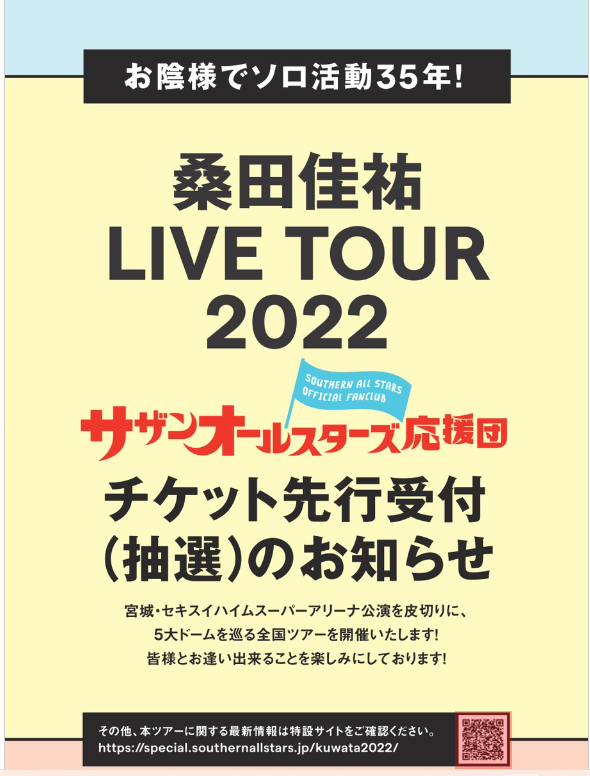 お陰様でソロ活動35年!
桑田佳祐
LIVE TOUR
2022
SOUTHERN ALL STARS
OFFICIAL FANCLUB
サザンオールスターズ応援団
チケット先行受付
(抽選)のお知らせ
宮城・セキスイハイムスーパーアリーナ公演を皮切りに、
5大ドームを巡る全国ツアーを開催いたします!
皆様とお逢い出来ることを楽しみにしております!
その他、本ツアーに関する最新情報は特設サイトをご確認ください。
https://special.southernallstars.jp/kuwata2022/